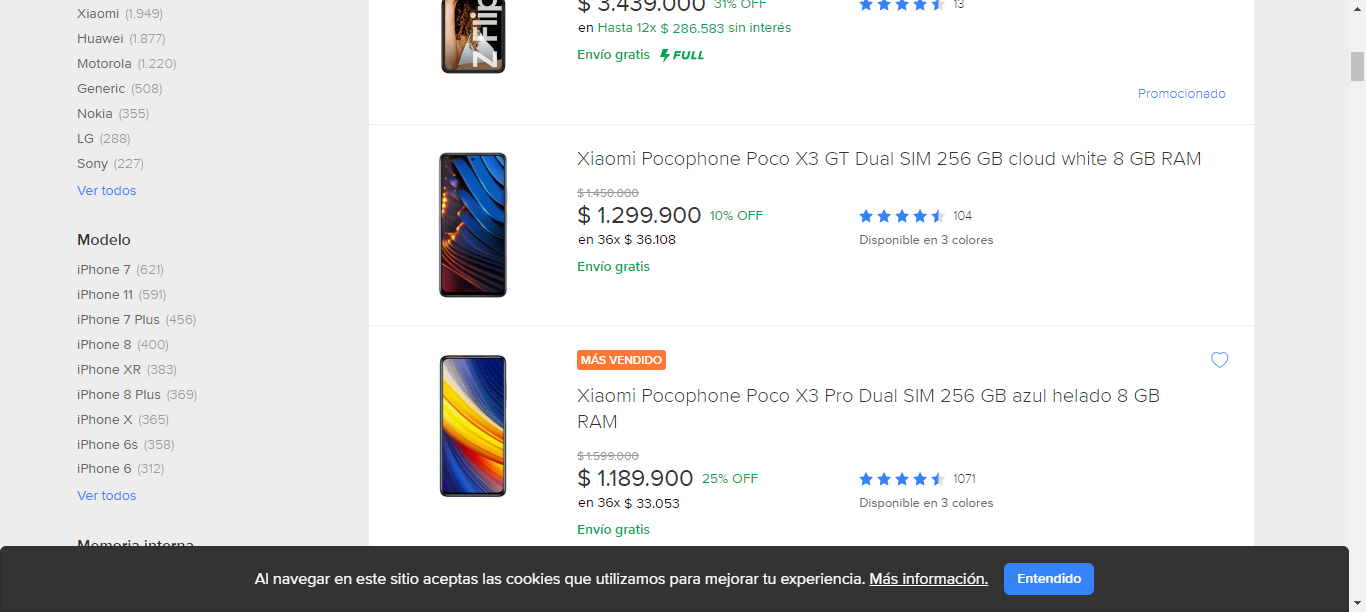 Xiaomi (1.949)
Huawei (1.877)
Motorola (1.220)
Generic (508)
Nokia (355)
LG (288)
Sony (227)
Ver todos
Modelo
iPhone 7 (621)
iPhone 11 (591)
iPhone 7 Plus (456)
iPhone 8 (400)
iPhone XR (383)
iPhone 8 Plus (369)
iPhone X (365)
iPhone 6s (358)
iPhone 6 (312)
Ver todos
Memoria interna
Z Flip
$ 3.439.000 31% OFF
13
en Hasta 12x $ 286.583 sin interés
Envío gratis FULL
Promocionado
Xiaomi Pocophone Poco X3 GT Dual SIM 256 GB cloud white 8 GB RAM
$ 1.450.000
$ 1.299.900 10% OFF
104
en 36x $ 36.108
Disponible en 3 colores
Envío gratis
MÁS VENDIDO
Xiaomi Pocophone Poco X3 Pro Dual SIM 256 GB azul helado 8 GB
RAM
$ 1.599.000
$ 1.189.900 25% OFF
1071
en 36x $ 33.053
Disponible en 3 colores
Envío gratis
Al navegar en este sitio aceptas las cookies que utilizamos para mejorar tu experiencia. Más información.
Entendido